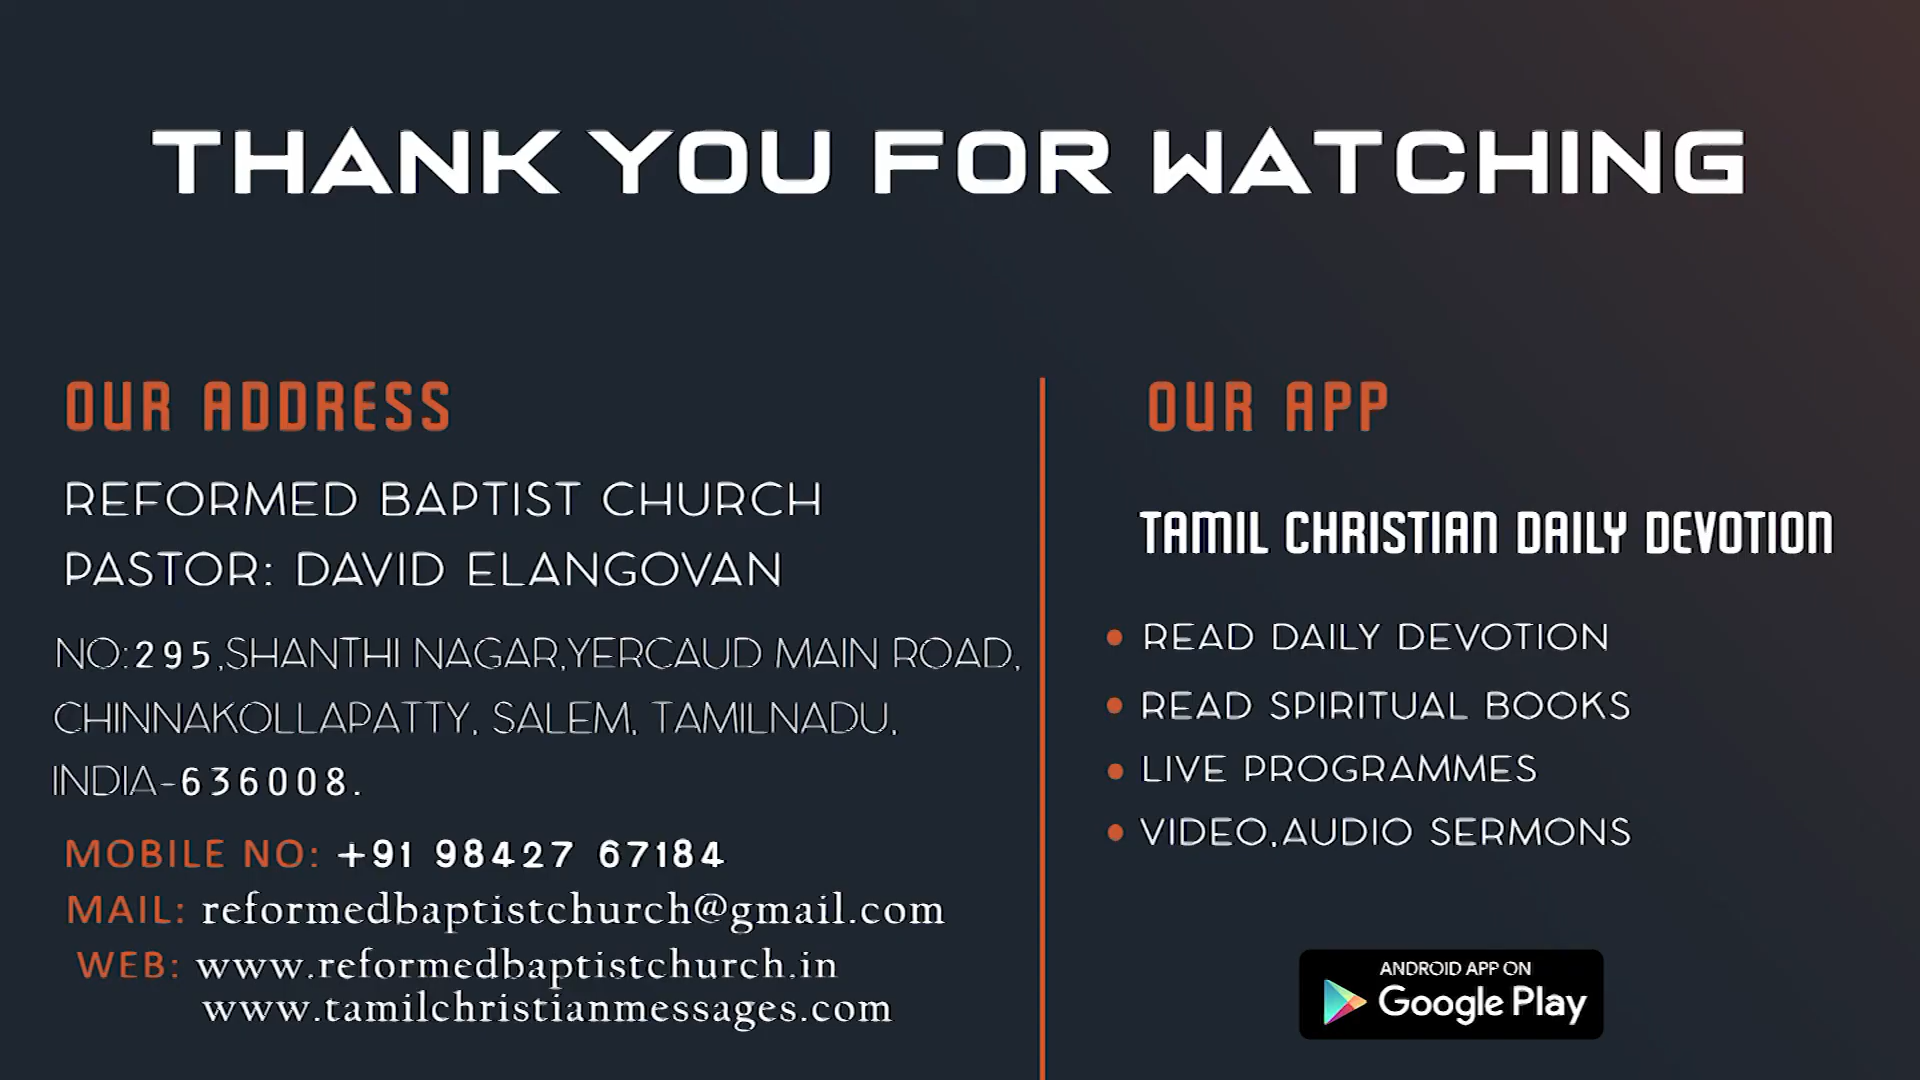 THANK YOU FOR WATCHING
OUR ADDRESS
REFORMED BAPTIST CHURCH
PASTOR: DAVID ELANGOVAN
NO:295,SHANTHI NAGAR,YERCAUD MAIN ROAD,
CHINNAKOLLAPATTY, SALEM, TAMILNADU,
INDIA-636008.
MOBILE NO: +91 98427 67184
MAIL: reformedbaptistchurch@gmail.com
WEB: www.reformedbaptistchurch.in
www.tamilchristianmessages.com
OUR APP
TAMIL CHRISTIAN DAILY DEVOTION
• READ DAILY DEVOTION
• READ SPIRITUAL BOOKS
• LIVE PROGRAMMES
• VIDEO,AUDIO SERMONS
ANDROID APP ON
Google Play